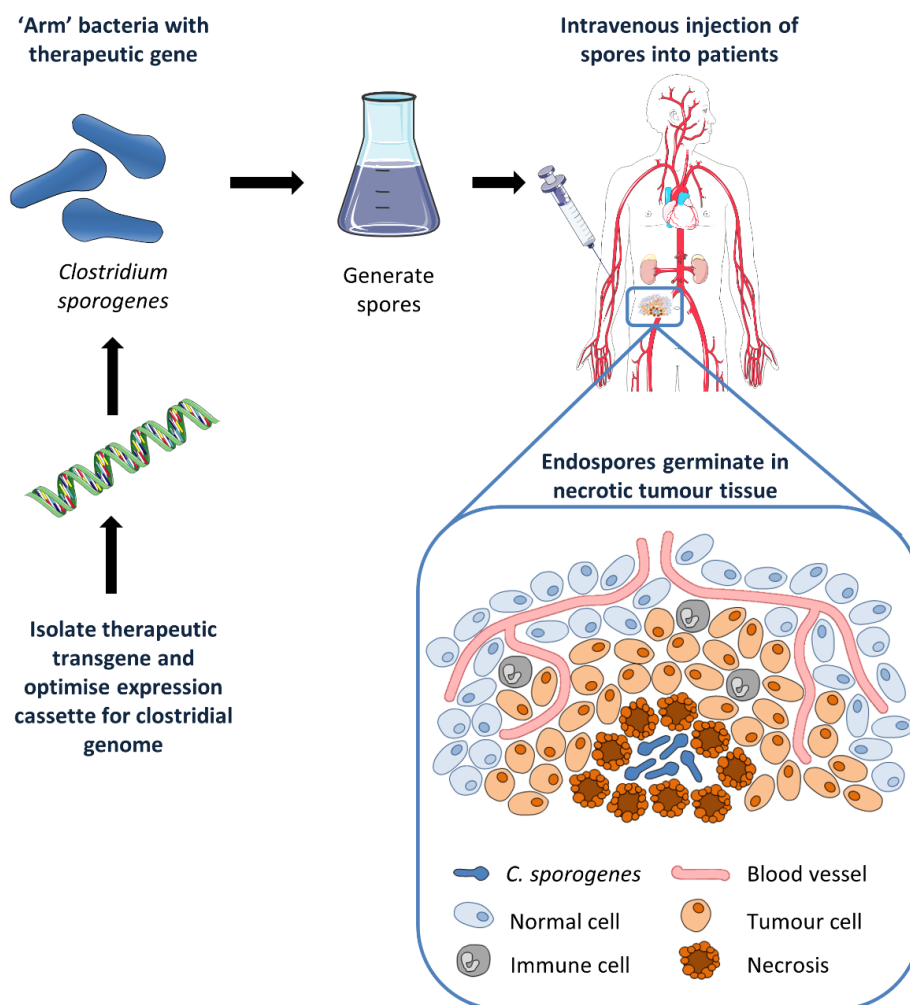 'Arm' bacteria with
therapeutic gene
Intravenous injection of
spores into patients
Clostridium
sporogenes
Generate
spores
Isolate therapeutic
transgene and
optimise expression
cassette for clostridial
genome
Endospores germinate in
necrotic tumour tissue
C. sporogenes
Blood vessel
Normal cell
Tumour cell
Immune cell
Necrosis